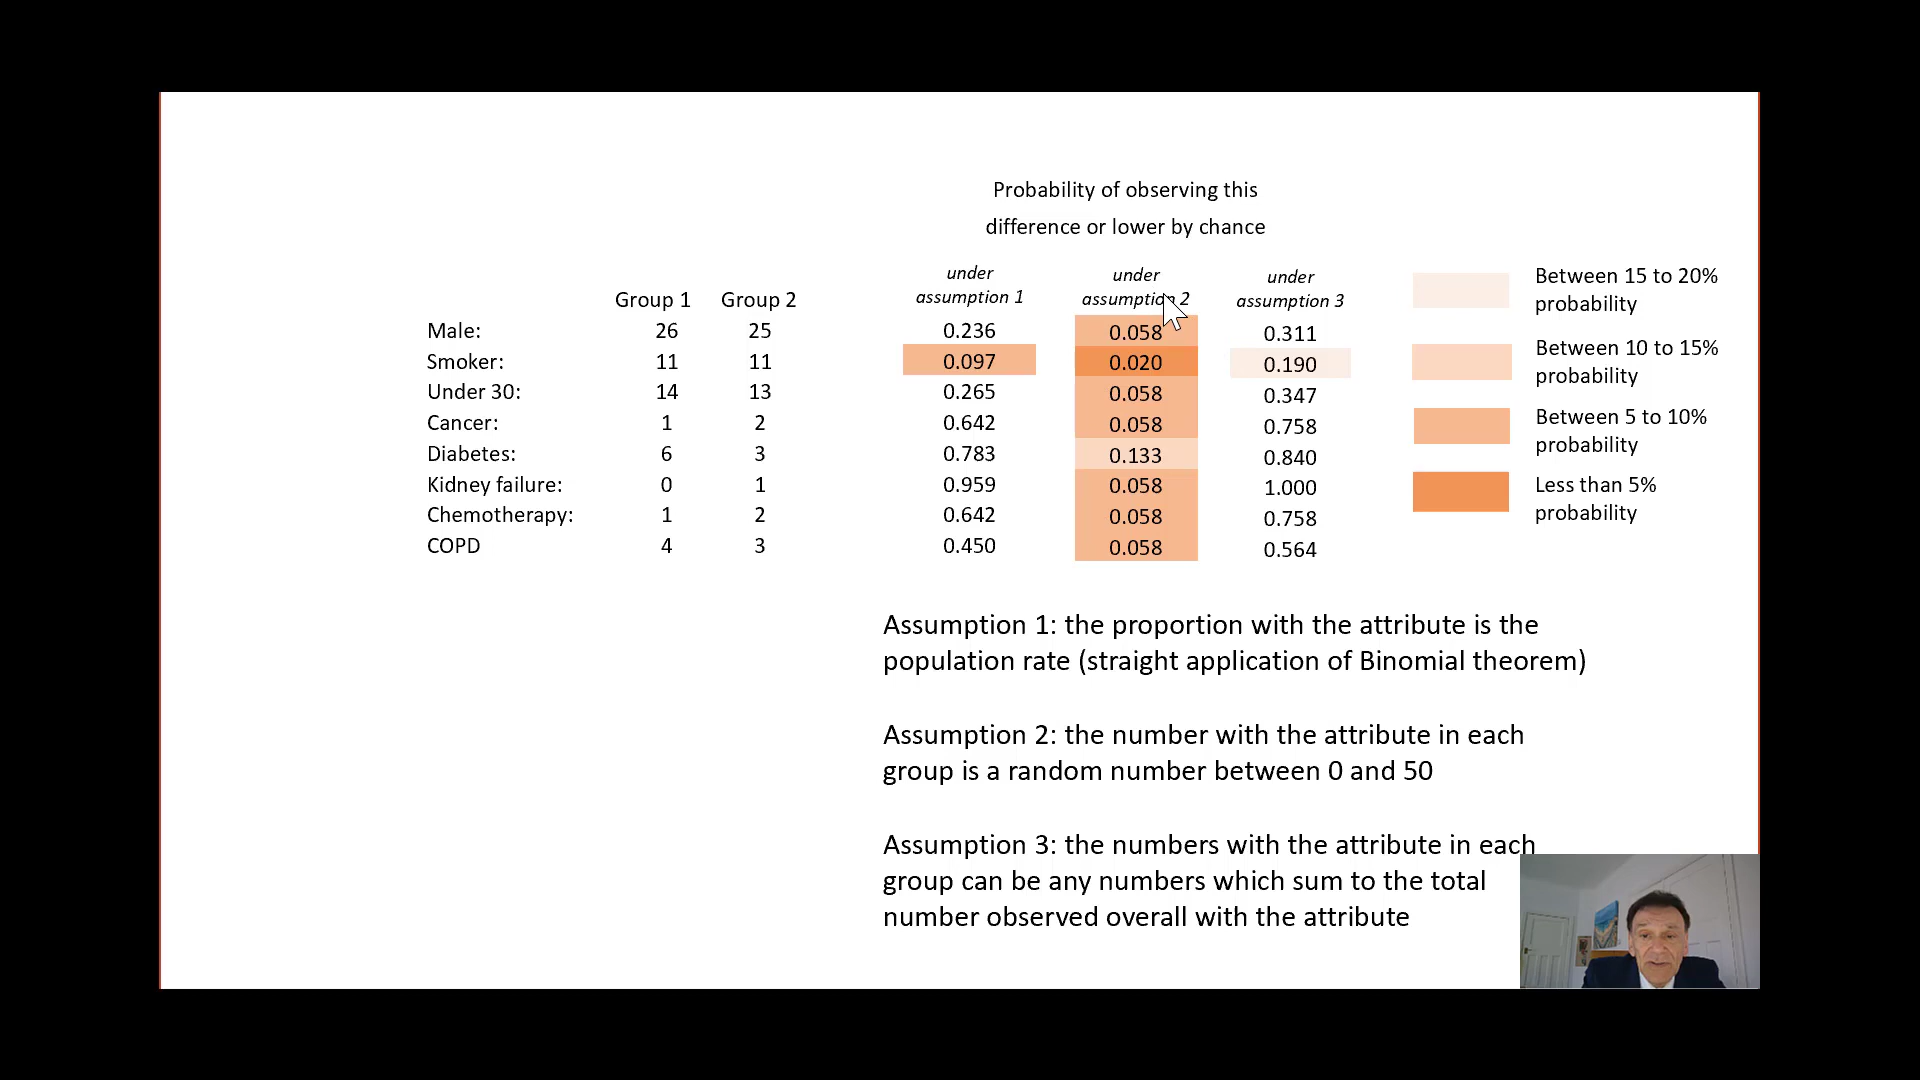 Probability of observing this
difference or lower by chance
under
assumption 1
under
assumption 2
under
assumption 3
Group 1 Group 2
Male: 26 25 0.236 0.058 0.311
Smoker: 11 11 0.097 0.020 0.190
Under 30: 14 13 0.265 0.058 0.347
Cancer: 1 2 0.642 0.058 0.758
Diabetes: 6 3 0.783 0.133 0.840
Kidney failure: 0 1 0.959 0.058 1.000
Chemotherapy: 1 2 0.642 0.058 0.758
COPD 4 3 0.450 0.058 0.564
Between 15 to 20%
probability
Between 10 to 15%
probability
Between 5 to 10%
probability
Less than 5%
probability
Assumption 1: the proportion with the attribute is the
population rate (straight application of Binomial theorem)
Assumption 2: the number with the attribute in each
group is a random number between 0 and 50
Assumption 3: the numbers with the attribute in each
group can be any numbers which sum to the total
number observed overall with the attribute